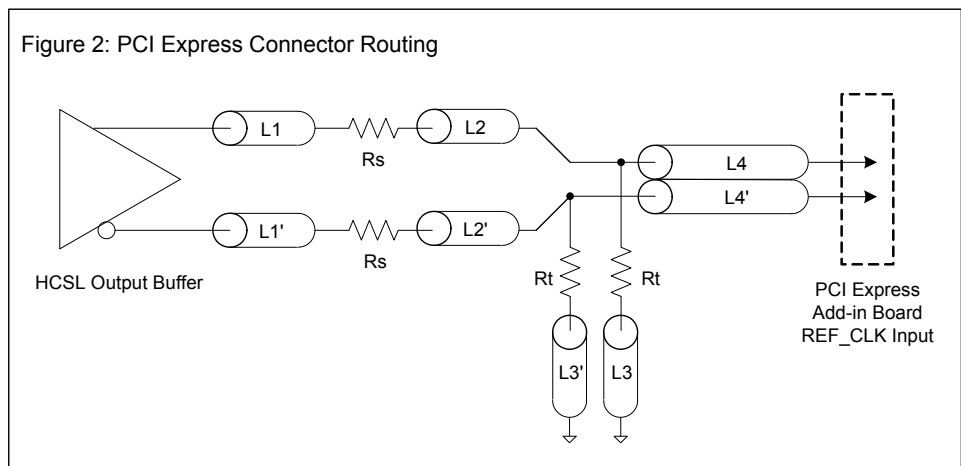 Figure 2: PCI Express Connector Routing
L1
Rs
L2
L4
L4'
L1'
Rs
L2'
HCSL Output Buffer
Rt
Rt
L3'
L3
PCI Express
Add-in Board
REF_CLK Input